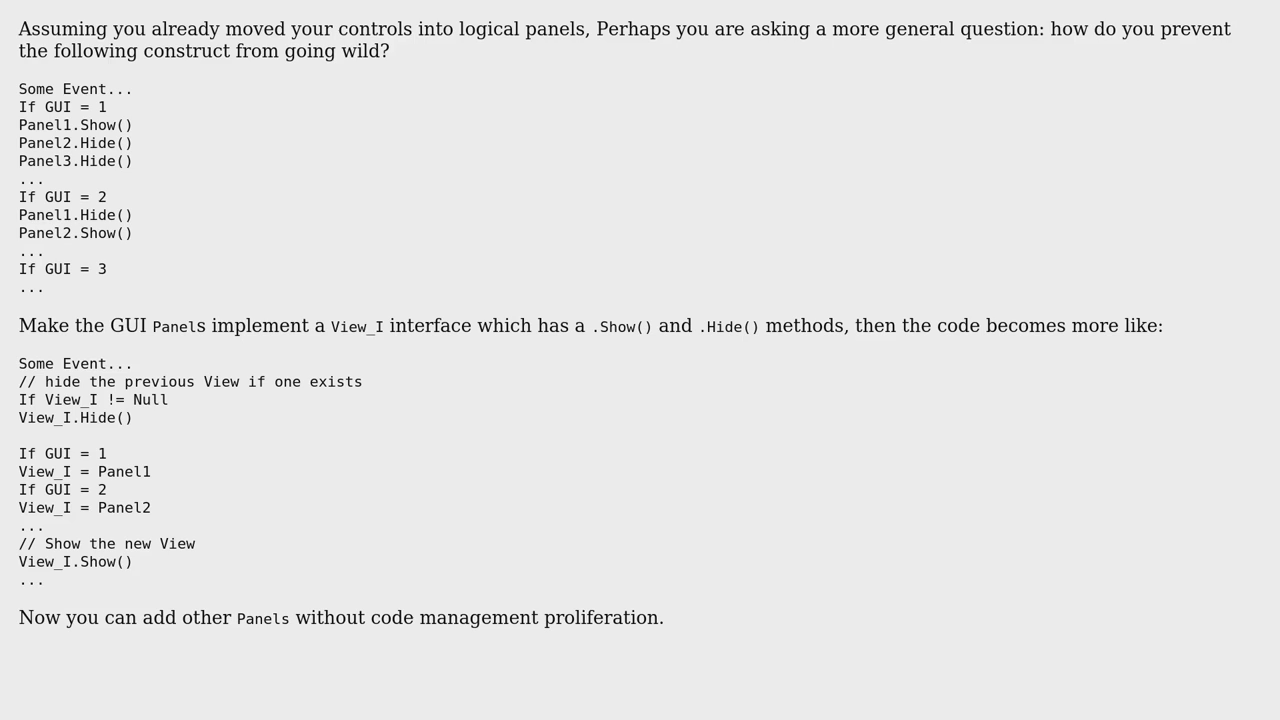 Assuming you already moved your controls into logical panels, Perhaps you are asking a more general question: how do you prevent
the following construct from going wild?
Some Event...
If GUI = 1
Panel1.Show()
Panel2.Hide()
Panel3.Hide()
...
If GUI = 2
Panel1.Hide()
Panel2.Show()
...
If GUI = 3
...
Make the GUI Panels implement a View_I interface which has a .Show() and .Hide() methods, then the code becomes more like:
Some Event...
// hide the previous View if one exists
If View_I != Null
View_I.Hide()
If GUI = 1
View_I = Panel1
If GUI = 2
View_I = Panel2
...
// Show the new View
View_I.Show()
...
Now you can add other Panels without code management proliferation.